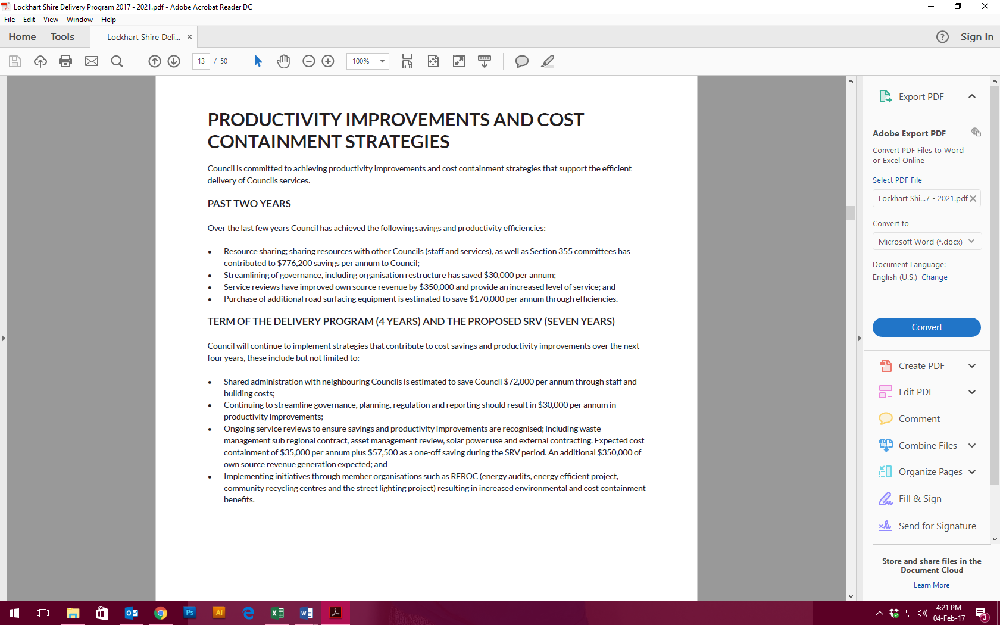 Lockhart Shire Delivery Program 2017 - 2021.pdf - Adobe Acrobat Reader DC
File Edit View Window Help
Home Tools Lockhart Shire Deli... × ? Sign In
13 / 50 100%
PRODUCTIVITY IMPROVEMENTS AND COST
CONTAINMENT STRATEGIES
Council is committed to achieving productivity improvements and cost containment strategies that support the efficient
delivery of Councils services.
PAST TWO YEARS
Over the last few years Council has achieved the following savings and productivity efficiencies:
• Resource sharing; sharing resources with other Councils (staff and services), as well as Section 355 committees has
contributed to $776,200 savings per annum to Council;
• Streamlining of governance, including organisation restructure has saved $30,000 per annum;
• Service reviews have improved own source revenue by $350,000 and provide an increased level of service; and
• Purchase of additional road surfacing equipment is estimated to save $170,000 per annum through efficiencies.
TERM OF THE DELIVERY PROGRAM (4 YEARS) AND THE PROPOSED SRV (SEVEN YEARS)
Council will continue to implement strategies that contribute to cost savings and productivity improvements over the next
four years, these include but not limited to:
• Shared administration with neighbouring Councils is estimated to save Council $72,000 per annum through staff and
building costs;
• Continuing to streamline governance, planning, regulation and reporting should result in $30,000 per annum in
productivity improvements;
• Ongoing service reviews to ensure savings and productivity improvements are recognised; including waste
management sub regional contract, asset management review, solar power use and external contracting. Expected cost
containment of $35,000 per annum plus $57,500 as a one-off saving during the SRV period. An additional $350,000 of
own source revenue generation expected; and
• Implementing initiatives through member organisations such as REROC (energy audits, energy efficient project,
community recycling centres and the street lighting project) resulting in increased environmental and cost containment
benefits.
Export PDF
Adobe Export PDF
Convert PDF Files to Word
or Excel Online
Select PDF File
Lockhart Shi...7 - 2021.pdf
Convert to
Microsoft Word (*.docx)
Document Language:
English (U.S.) Change
Convert
Create PDF
Edit PDF
Comment
Combine Files
Organize Pages
Fill & Sign
Send for Signature
Store and share files in the
Document Cloud
Learn More
Ps Ai
4:21 PM
04-Feb-17
3